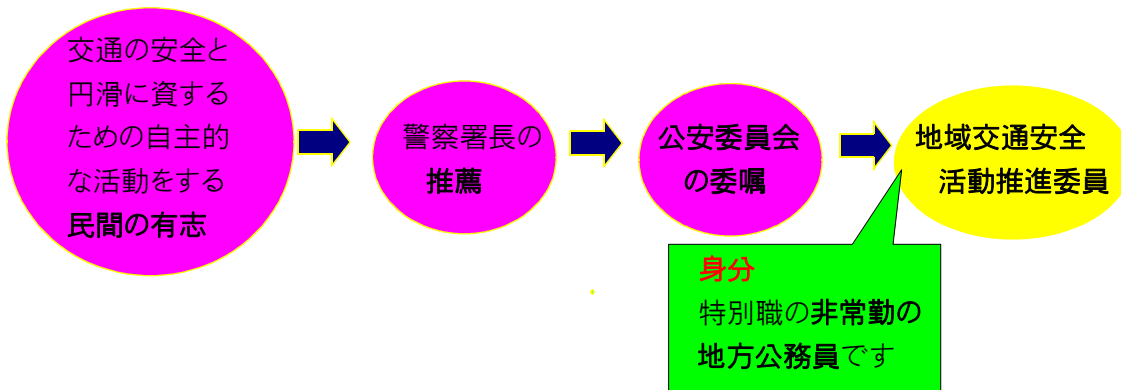 交通の安全と
円滑に資する
ための自主的
な活動をする
民間の有志
警察署長の
推薦
公安委員会
の委嘱
地域交通安全
活動推進委員
身分
特別職の非常勤の
地方公務員です